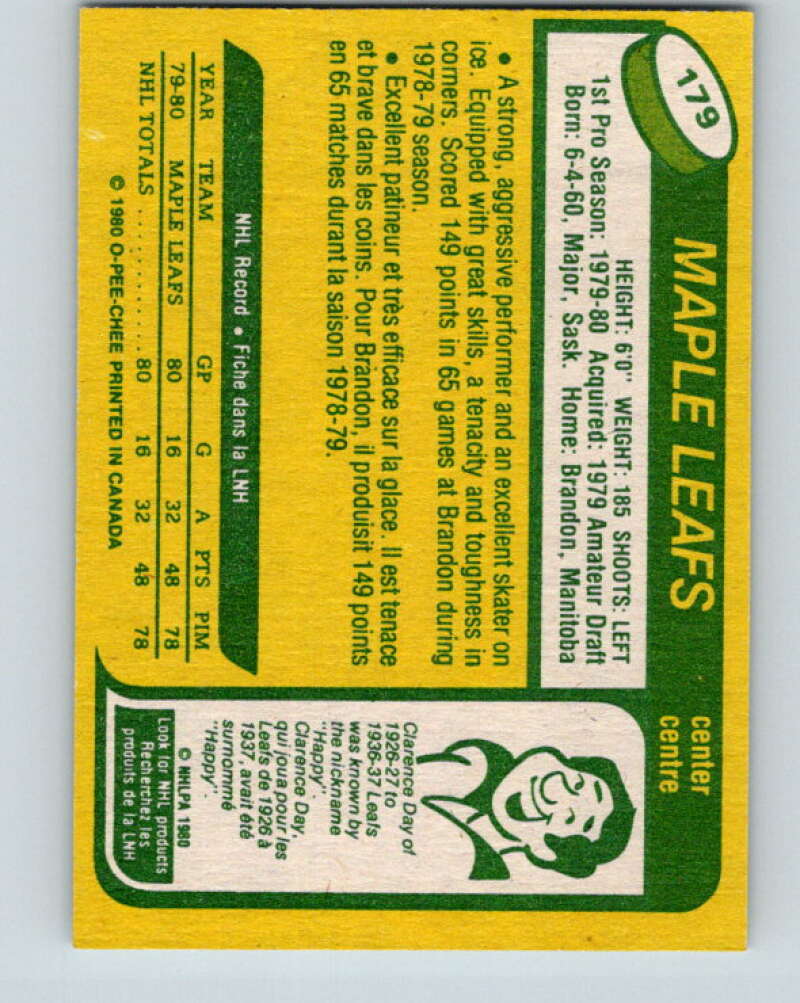 179
MAPLE LEAFS
center
centre
HEIGHT: 6'0" WEIGHT: 185 SHOOTS: LEFT
1st Pro Season: 1979-80 Acquired: 1979 Amateur Draft
Born: 6-4-60, Major, Sask. Home: Brandon, Manitoba
• A strong, aggressive performer and an excellent skater on
ice. Equipped with great skills, a tenacity and toughness in
corners. Scored 149 points in 65 games at Brandon during
1978-79 season.
• Excellent patineur et très efficace sur la glace. Il est tenace
et brave dans les coins. Pour Brandon, il produisit 149 points
en 65 matches durant la saison 1978-79.
NHL Record • Fiche dans la LNH
YEAR TEAM GP G A PTS PIM
79-80 MAPLE LEAFS 80 16 32 48 78
NHL TOTALS ............ 80 16 32 48 78
© 1980 O-PEE-CHEE PRINTED IN CANADA
Clarence Day of
1926-27 to
1936-37 Leafs
was known by
the nickname
"Happy".
Clarence Day,
qui joua pour les
Leafs de 1926 à
1937, avait été
surnommé
"Happy".
© NHLPA 1980
Look for NHL products
Recherchez les
produits de la LNH